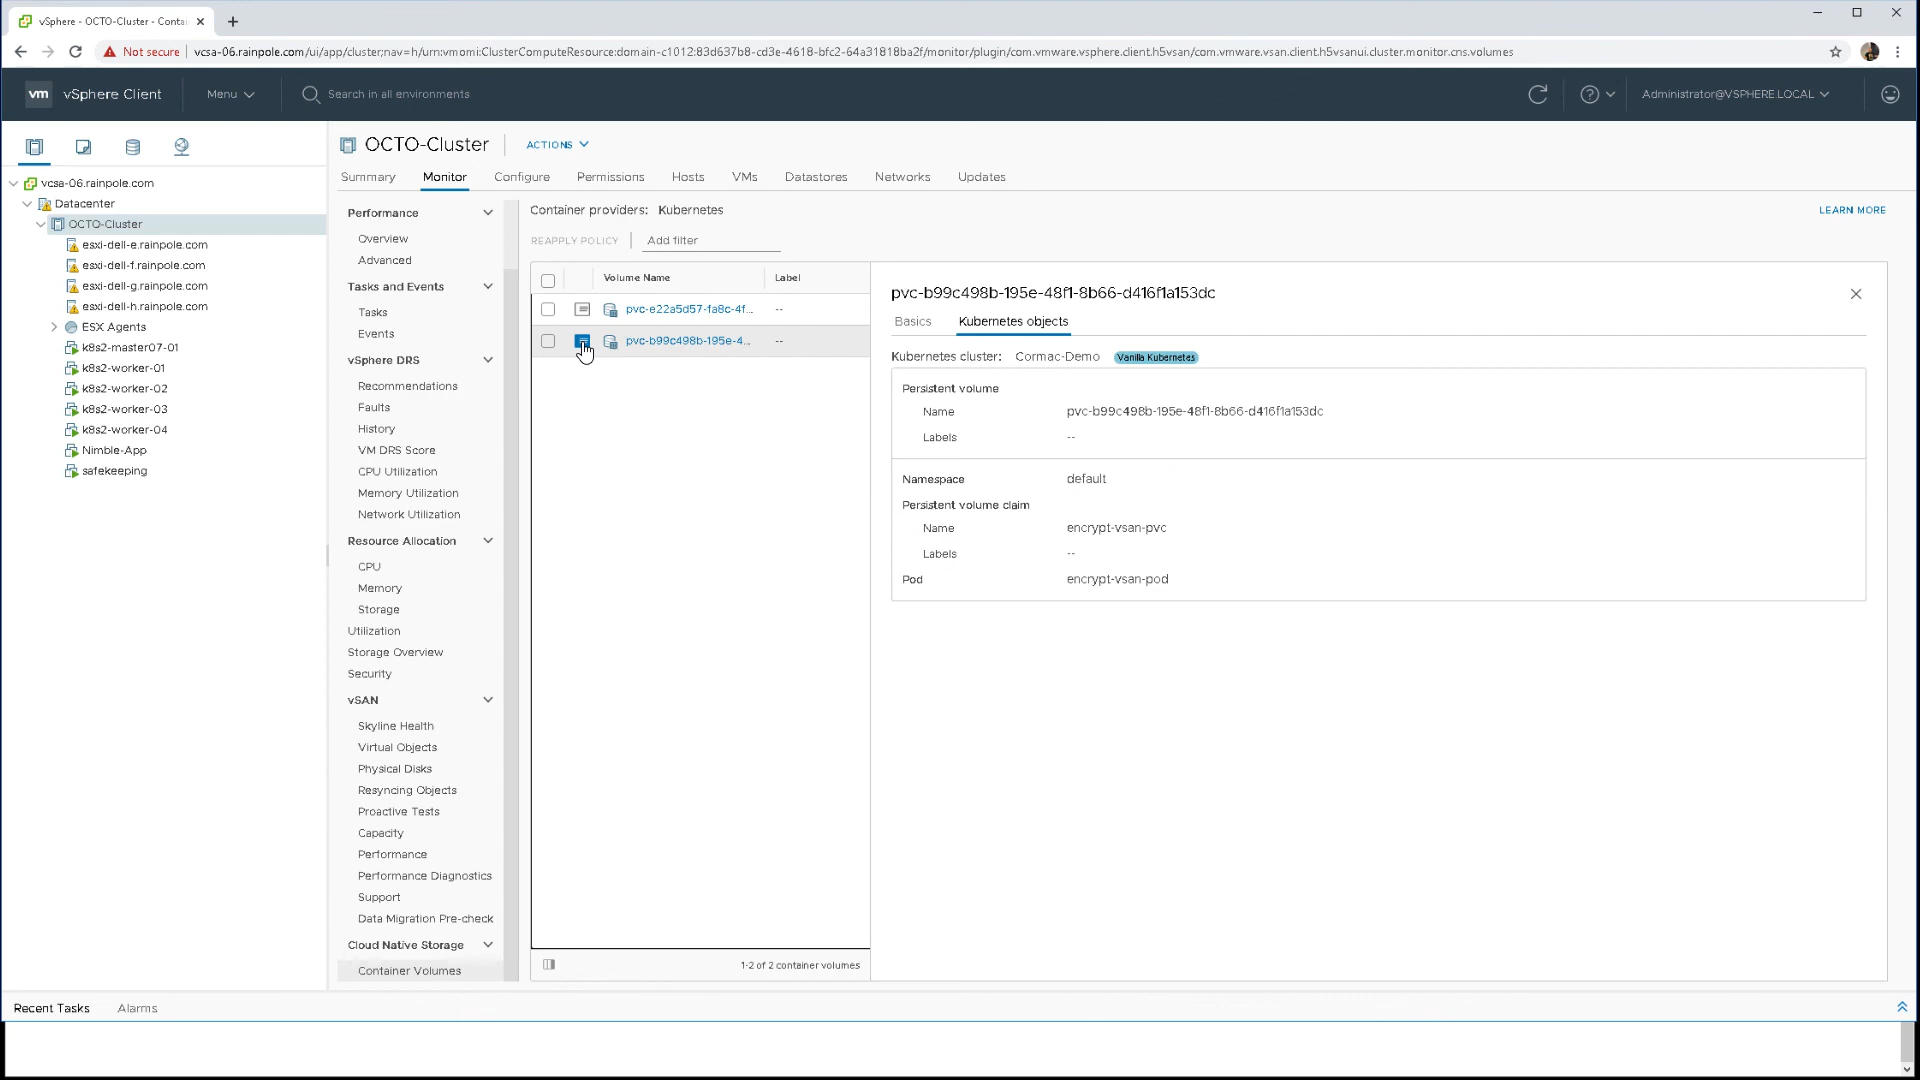 vSphere - OCTO-Cluster - Contai
Not secure
vcsa-06.rainpole.com/ui/app/cluster;nav=h/urn:vmomi:ClusterComputeResource:domain-c1012:83d637b8-cd3e-4618-bfc2-64a31818ba2f/monitor/plugin/com.vmware.vsphere.client.h5vsan/com.vmware.vsan.client.h5vsanui.cluster.monitor.cns.volumes
vm vSphere Client Menu Search in all environments Administrator@VSPHERE.LOCAL
vcsa-06.rainpole.com
Datacenter
OCTO-Cluster
esxi-dell-e.rainpole.com
esxi-dell-f.rainpole.com
esxi-dell-g.rainpole.com
esxi-dell-h.rainpole.com
ESX Agents
k8s2-master07-01
k8s2-worker-01
k8s2-worker-02
k8s2-worker-03
k8s2-worker-04
Nimble-App
safekeeping
OCTO-Cluster ACTIONS
Summary Monitor Configure Permissions Hosts VMs Datastores Networks Updates
Performance
Overview
Advanced
Tasks and Events
Tasks
Events
vSphere DRS
Recommendations
Faults
History
VM DRS Score
CPU Utilization
Memory Utilization
Network Utilization
Resource Allocation
CPU
Memory
Storage
Utilization
Storage Overview
Security
vSAN
Skyline Health
Virtual Objects
Physical Disks
Resyncing Objects
Proactive Tests
Capacity
Performance
Performance Diagnostics
Support
Data Migration Pre-check
Cloud Native Storage
Container Volumes
Container providers: Kubernetes LEARN MORE
REAPPLY POLICY Add filter
Volume Name Label
pvc-e22a5d57-fa8c-4f... --
pvc-b99c498b-195e-4... --
1-2 of 2 container volumes
pvc-b99c498b-195e-48f1-8b66-d416f1a153dc
Basics Kubernetes objects
Kubernetes cluster: Cormac-Demo Vanilla Kubernetes
Persistent volume
Name pvc-b99c498b-195e-48f1-8b66-d416f1a153dc
Labels --
Namespace default
Persistent volume claim
Name encrypt-vsan-pvc
Labels --
Pod encrypt-vsan-pod
Recent Tasks Alarms